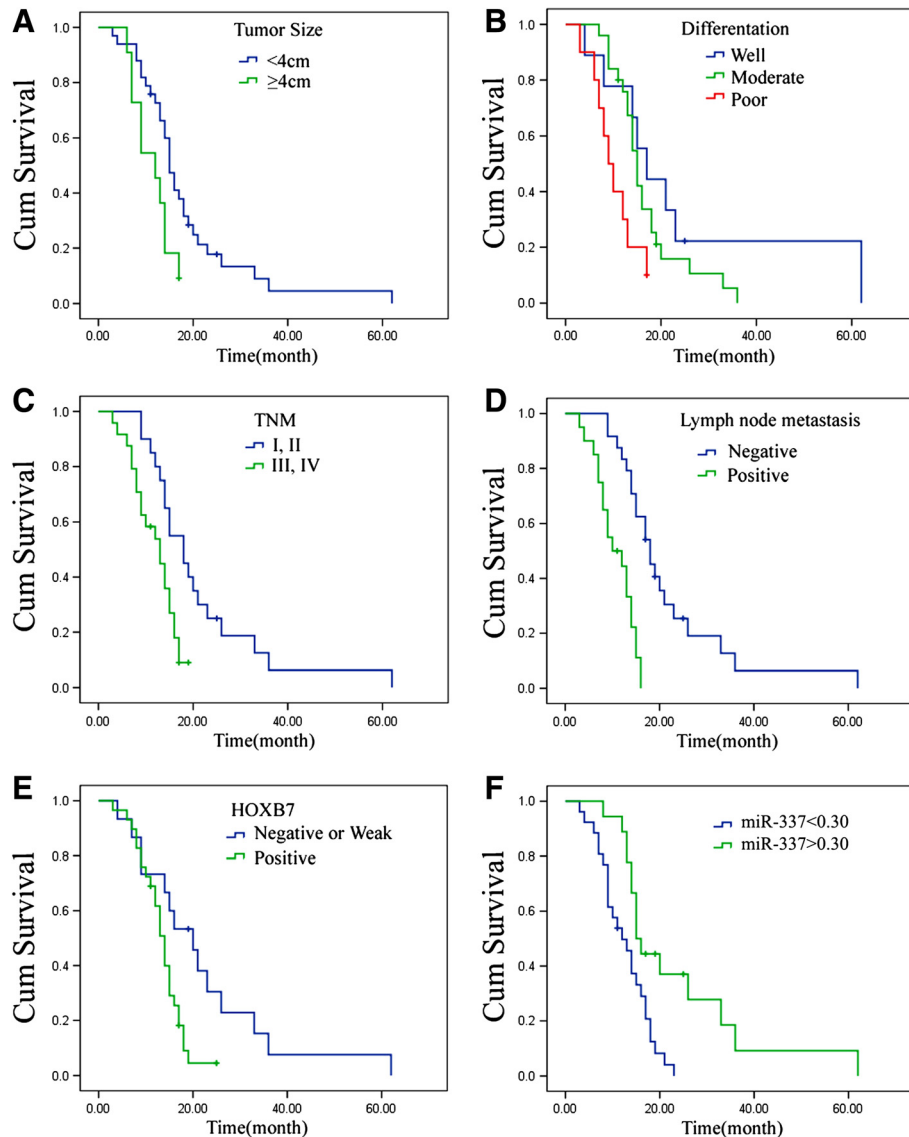 A
Tumor Size
<4cm
≥4cm
Cum Survival
1.0
0.8
0.6
0.4
0.2
0.0
0.00
20.00
40.00
60.00
Time(month)
B
Differentation
Well
Moderate
Poor
Cum Survival
1.0
0.8
0.6
0.4
0.2
0.0
0.00
20.00
40.00
60.00
Time(month)
C
TNM
I, II
III, IV
Cum Survival
1.0
0.8
0.6
0.4
0.2
0.0
0.00
20.00
40.00
60.00
Time(month)
D
Lymph node metastasis
Negative
Positive
Cum Survival
1.0
0.8
0.6
0.4
0.2
0.0
0.00
20.00
40.00
60.00
Time(month)
E
HOXB7
Negative or Weak
Positive
Cum Survival
1.0
0.8
0.6
0.4
0.2
0.0
0.00
20.00
40.00
60.00
Time(month)
F
miR-337<0.30
miR-337>0.30
Cum Survival
1.0
0.8
0.6
0.4
0.2
0.0
0.00
20.00
40.00
60.00
Time(month)